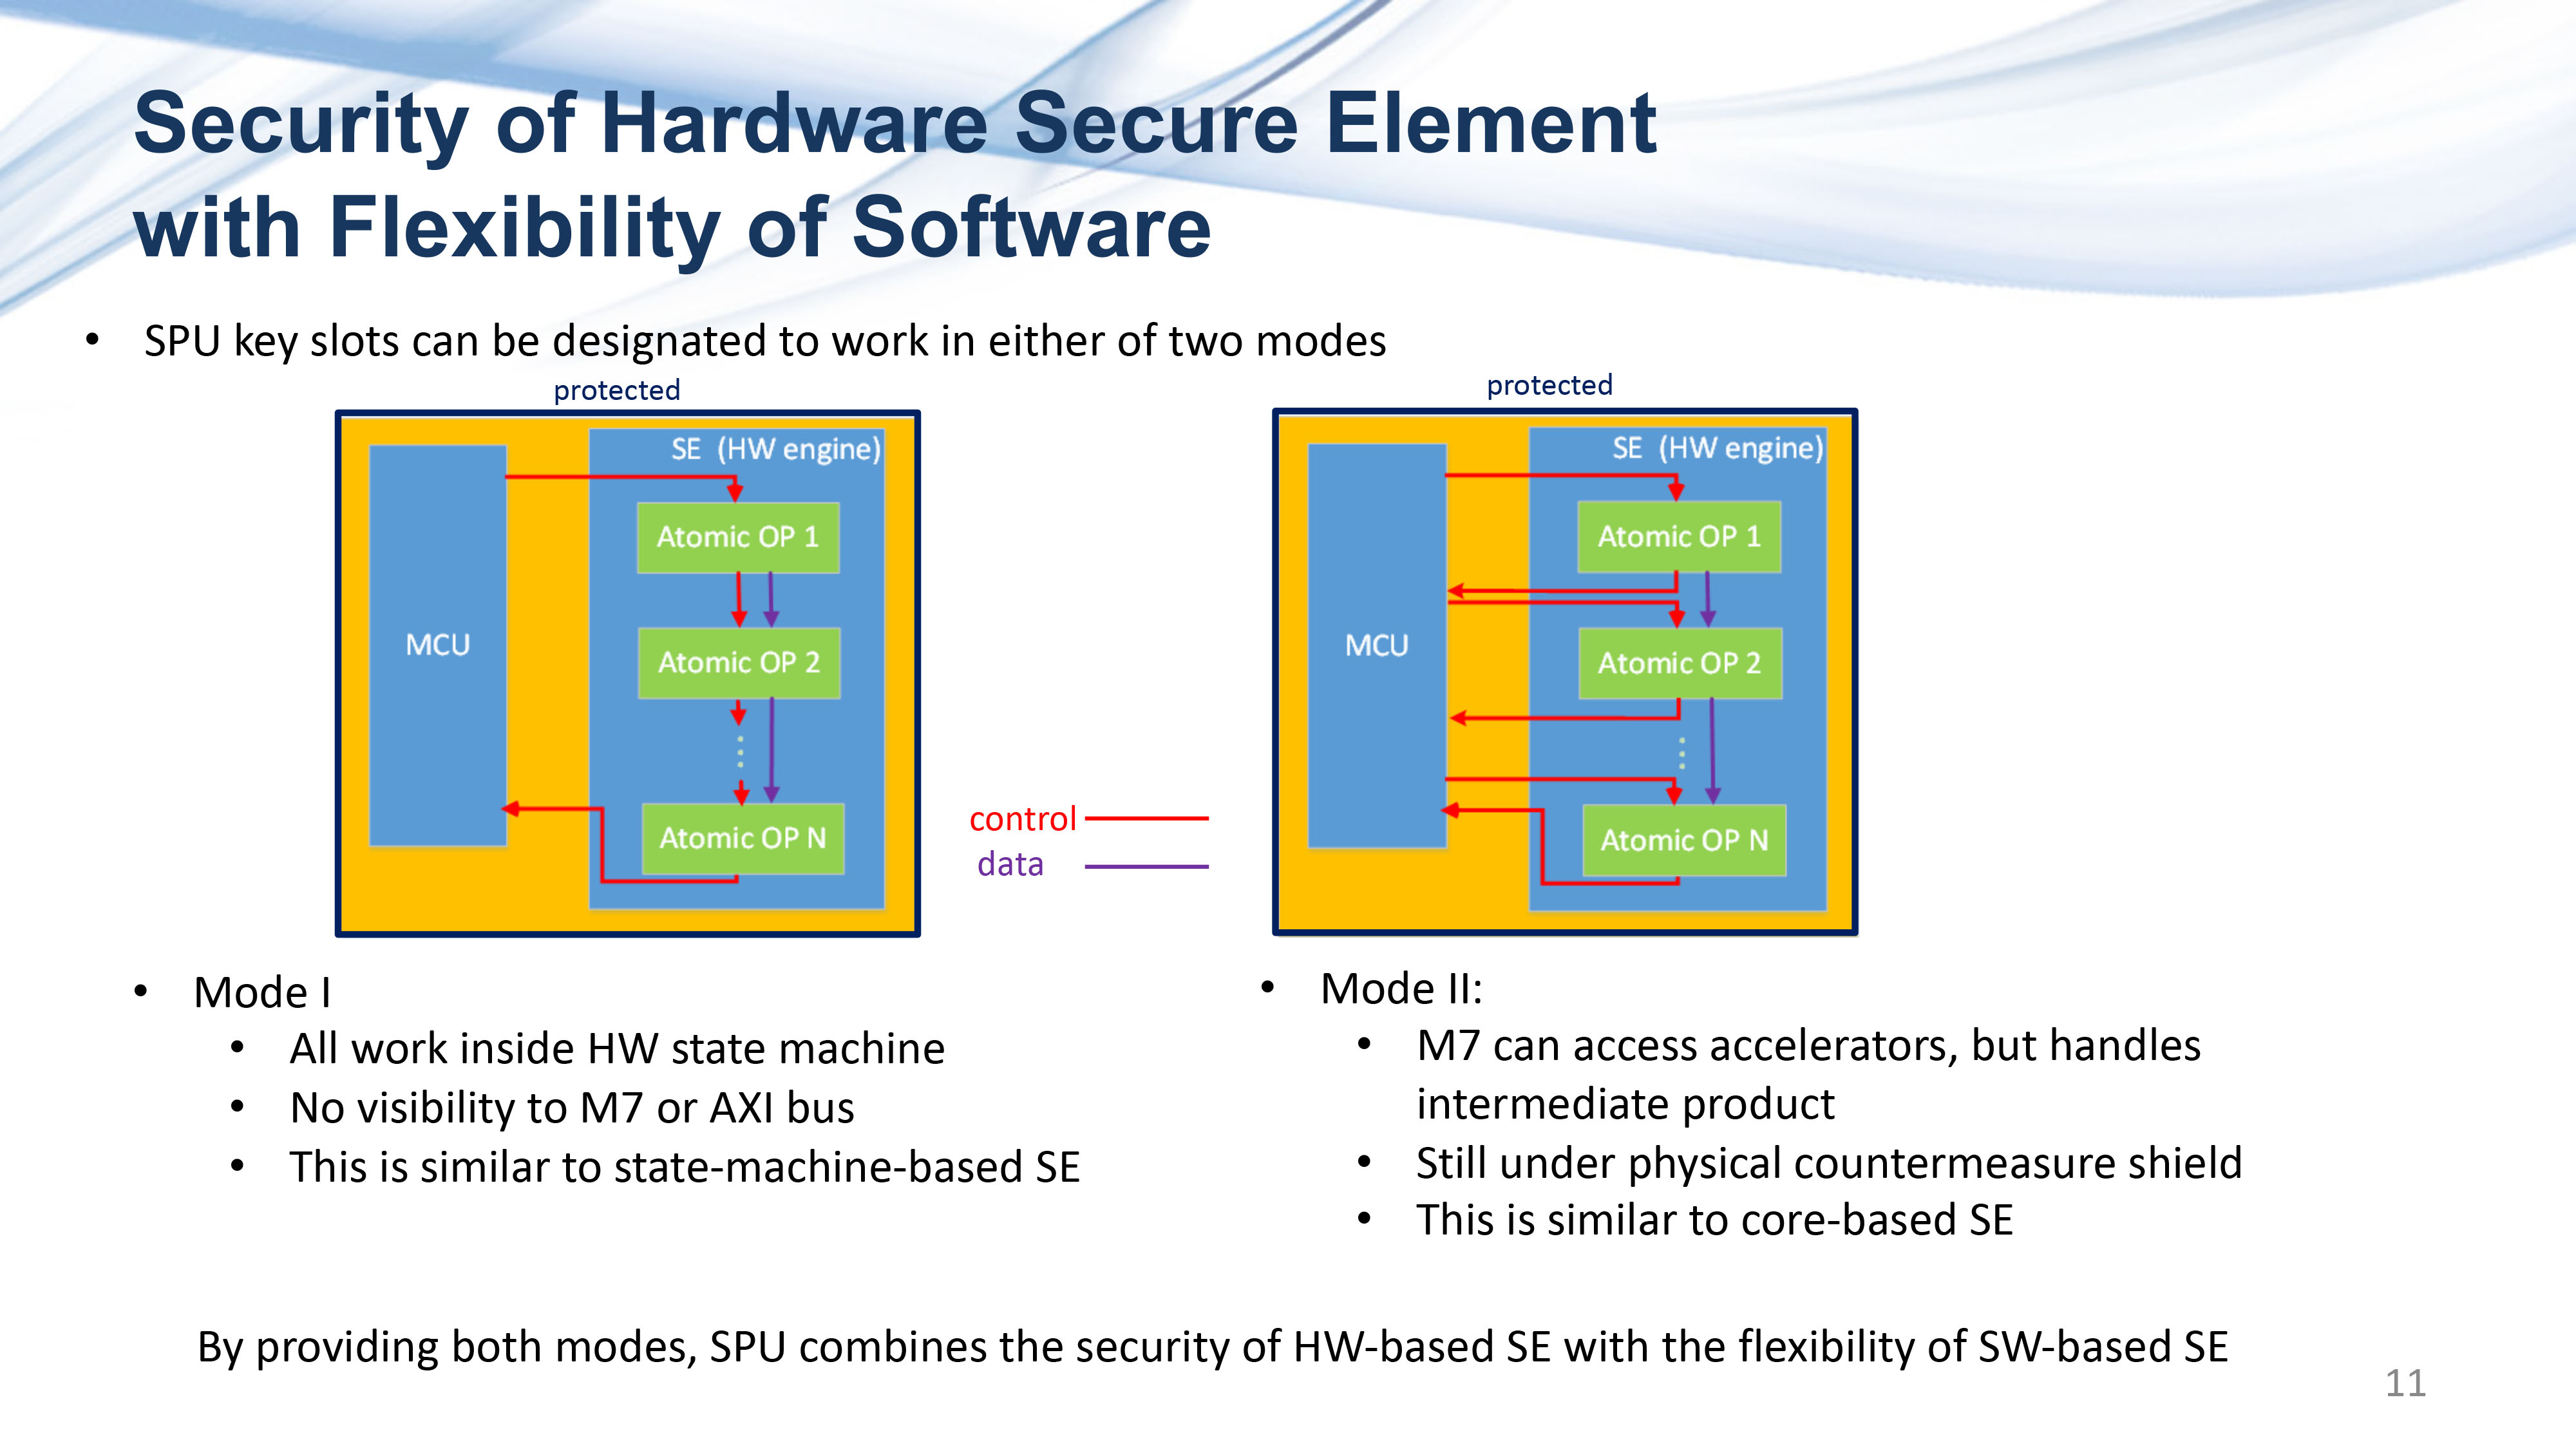 Security of Hardware Secure Element
with Flexibility of Software
• SPU key slots can be designated to work in either of two modes
protected
SE (HW engine)
MCU
Atomic OP 1
Atomic OP 2
Atomic OP N
control
data
protected
SE (HW engine)
MCU
Atomic OP 1
Atomic OP 2
Atomic OP N
• Mode I
• All work inside HW state machine
• No visibility to M7 or AXI bus
• This is similar to state-machine-based SE
• Mode II:
• M7 can access accelerators, but handles
intermediate product
• Still under physical countermeasure shield
• This is similar to core-based SE
By providing both modes, SPU combines the security of HW-based SE with the flexibility of SW-based SE
11